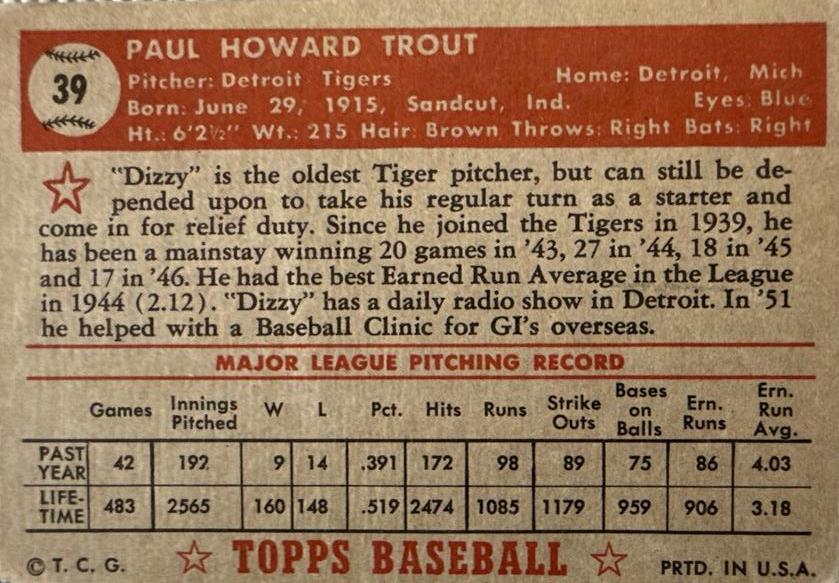 39
PAUL HOWARD TROUT
Pitcher: Detroit Tigers Home: Detroit, Mich
Born: June 29, 1915, Sandcut, Ind. Eyes: Blue
Ht.: 6'2½" Wt.: 215 Hair: Brown Throws: Right Bats: Right
"Dizzy" is the oldest Tiger pitcher, but can still be de-
pended upon to take his regular turn as a starter and
come in for relief duty. Since he joined the Tigers in 1939, he
has been a mainstay winning 20 games in '43, 27 in '44, 18 in '45
and 17 in '46. He had the best Earned Run Average in the League
in 1944 (2.12). "Dizzy" has a daily radio show in Detroit. In '51
he helped with a Baseball Clinic for GI's overseas.
MAJOR LEAGUE PITCHING RECORD
Games Innings Pitched W L Pct. Hits Runs Strike Outs Bases on Balls Ern. Runs Ern. Run Avg.
PAST YEAR 42 192 9 14 .391 172 98 89 75 86 4.03
LIFE-TIME 483 2565 160 148 .519 2474 1085 1179 959 906 3.18
© T. C. G. TOPPS BASEBALL PRTD. IN U.S.A.